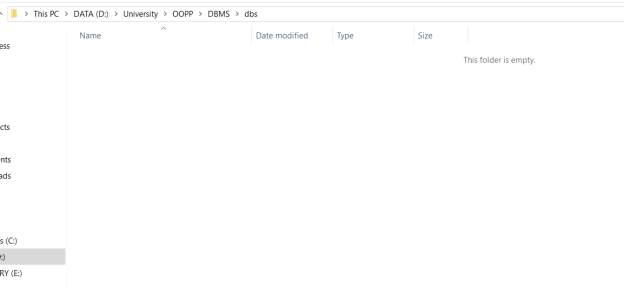 This PC > DATA (D:) > University > OOPP > DBMS > dbs
Name Date modified Type Size
ess
This folder is empty.
cts
nts
ads
s (C:)
:)
RY (E:)